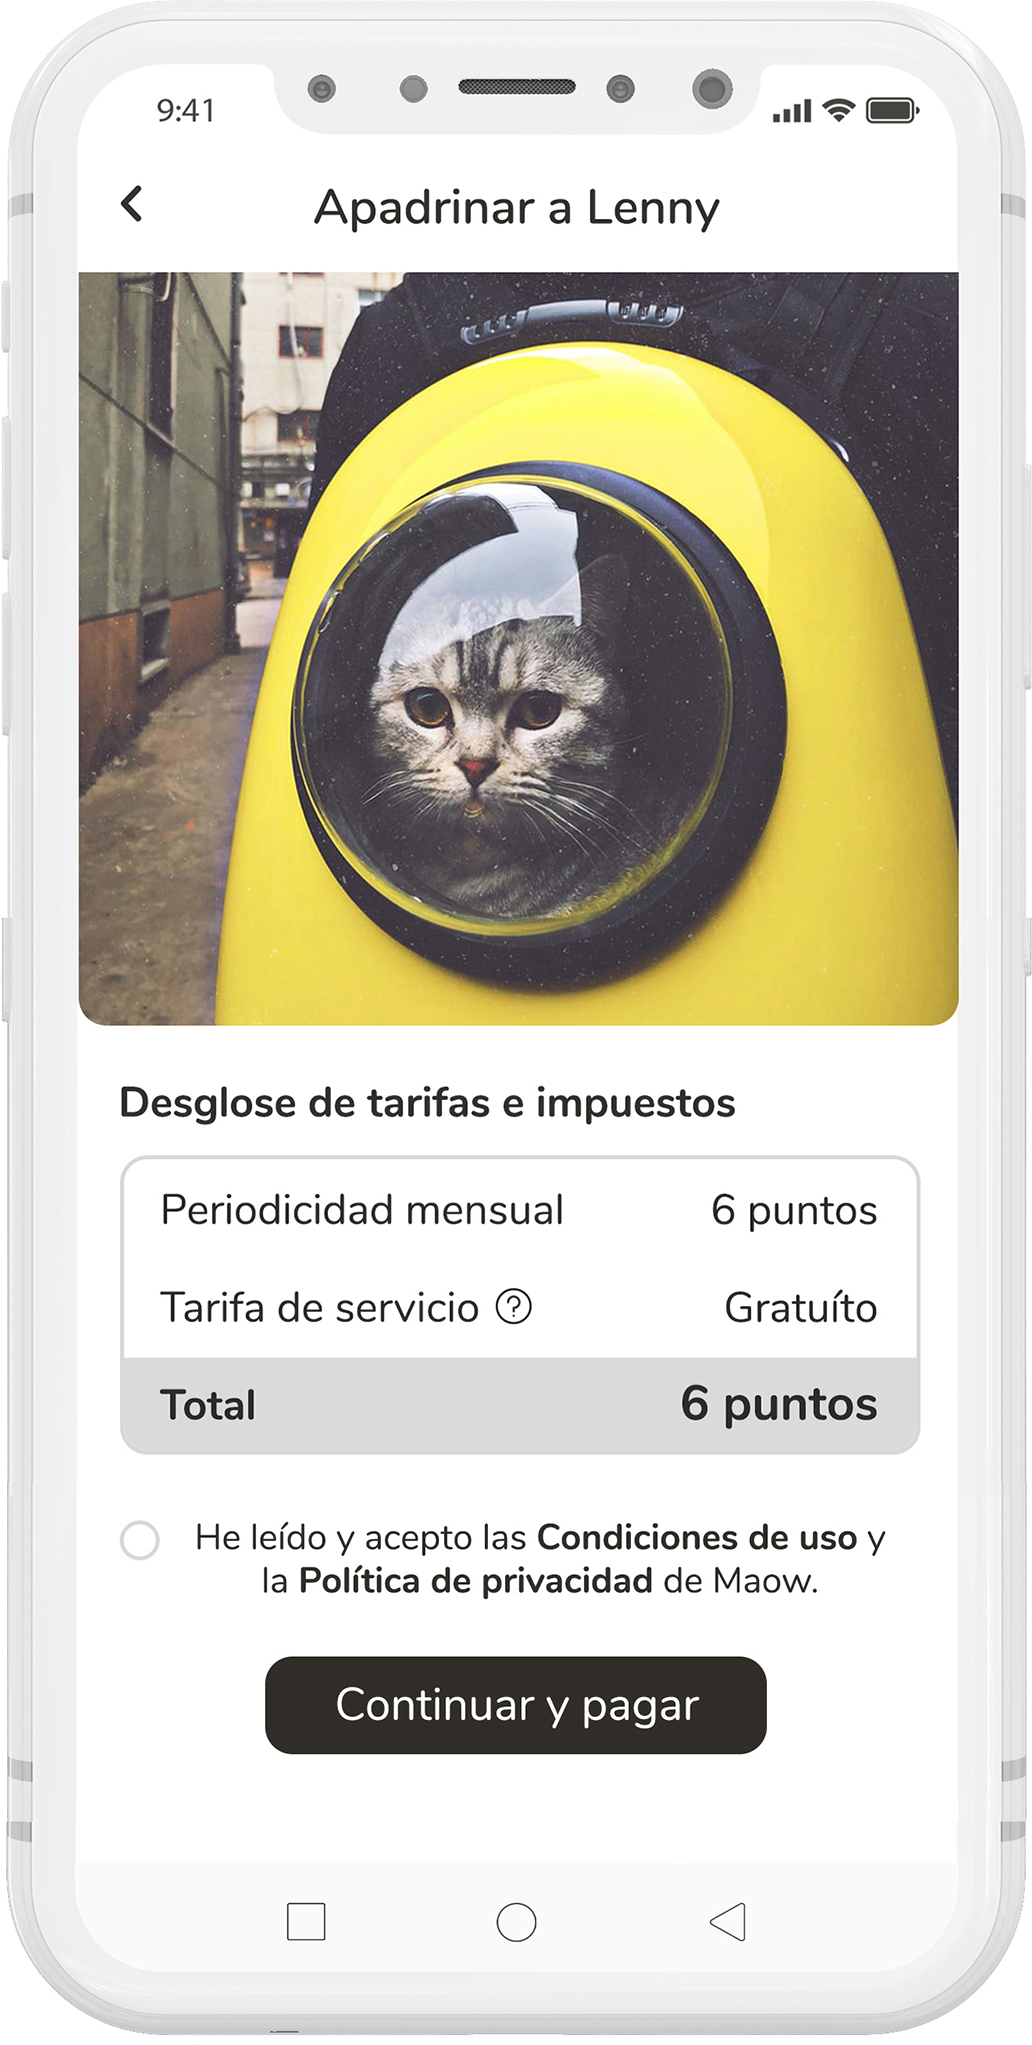 9:41
Apadrinar a Lenny
Desglose de tarifas e impuestos
Periodicidad mensual 6 puntos
Tarifa de servicio ? Gratuíto
Total 6 puntos
He leído y acepto las Condiciones de uso y
la Política de privacidad de Maow.
Continuar y pagar